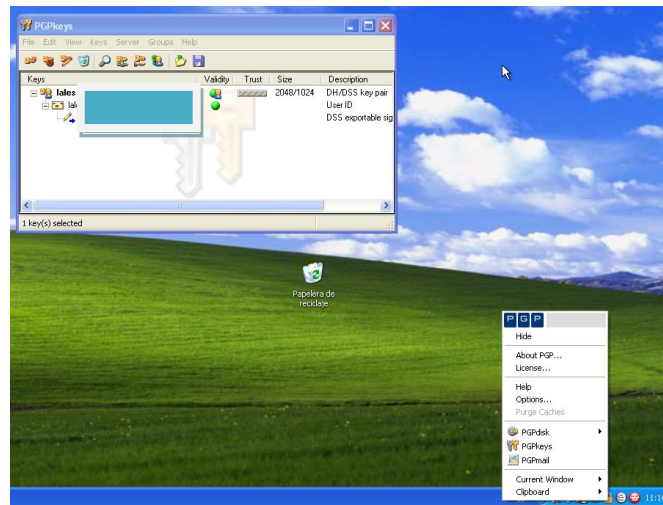 PGPkeys
File Edit View Keys Server Groups Help
Keys Validity Trust Size Description
lales 2048/1024 DH/DSS key pair
lal User ID
DSS exportable sig
1 key(s) selected
Papelera de
reciclaje
PGP
Hide
About PGP...
License...
Help
Options...
Purge Caches
PGPdisk
PGPkeys
PGPmail
Current Window
Clipboard